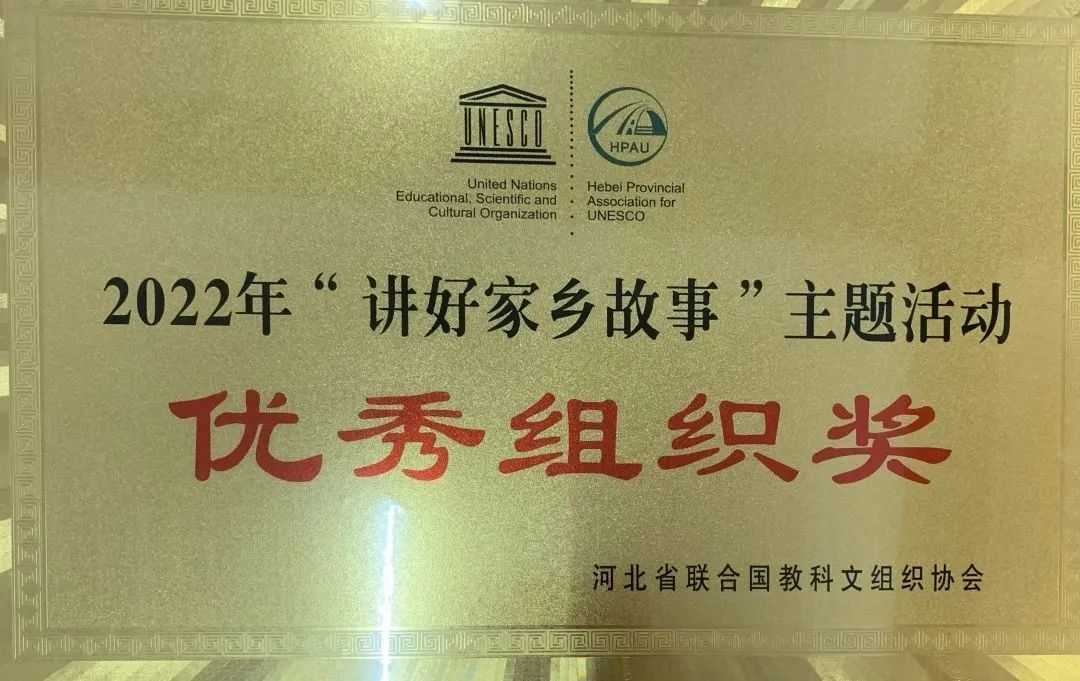 UNESCO
HPAU
United Nations
Educational, Scientific and
Cultural Organization
Hebei Provincial
Association for
UNESCO
2022年“讲好家乡故事”主题活动
优秀组织奖
河北省联合国教科文组织协会